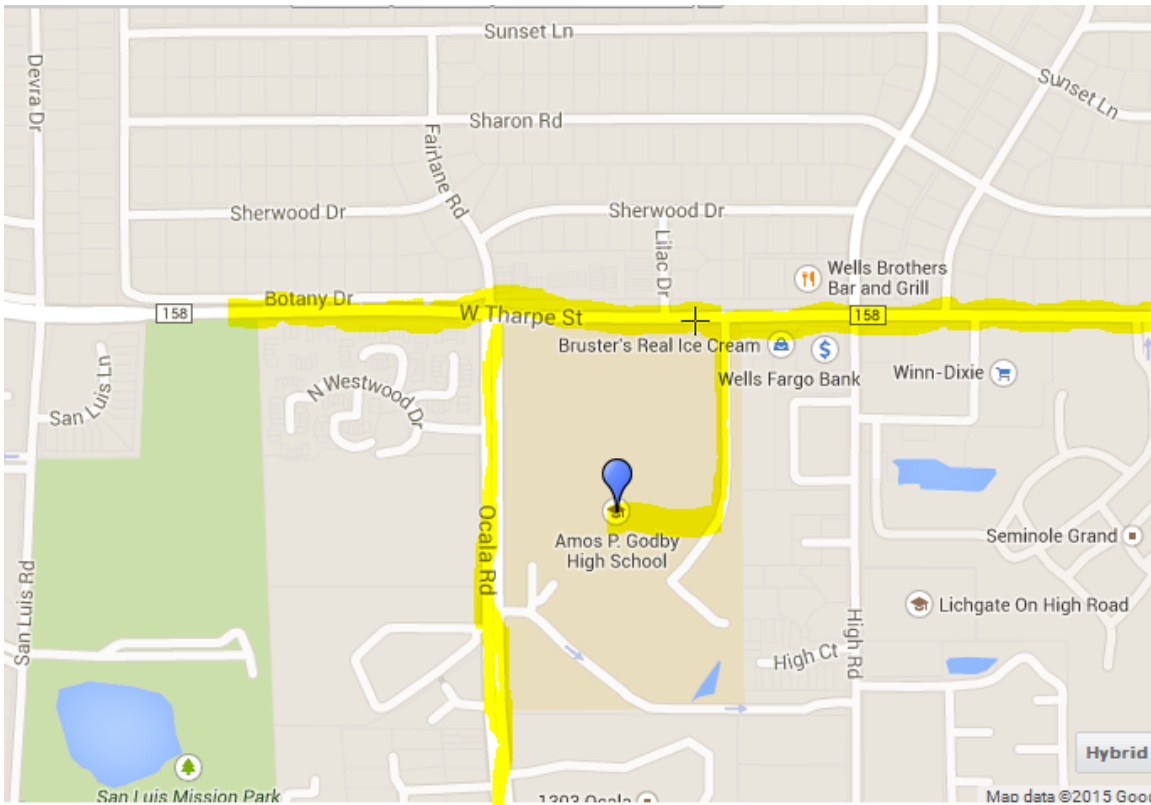 Sunset Ln
Devra Dr
Sunset Ln
Sharon Rd
Fairlane Rd
Sherwood Dr
Sherwood Dr
Lilac Dr
Wells Brothers
Bar and Grill
Botany Dr
158
W Tharpe St
158
Bruster's Real Ice Cream
$
Wells Fargo Bank
Winn-Dixie
San Luis Ln
N Westwood Dr
Ocala Rd
Amos P. Godby
High School
Seminole Grand
San Luis Rd
Lichgate On High Road
High Ct
High Rd
Hybrid
San Luis Mission Park
1303 Ocala
Map data ©2015 Goo